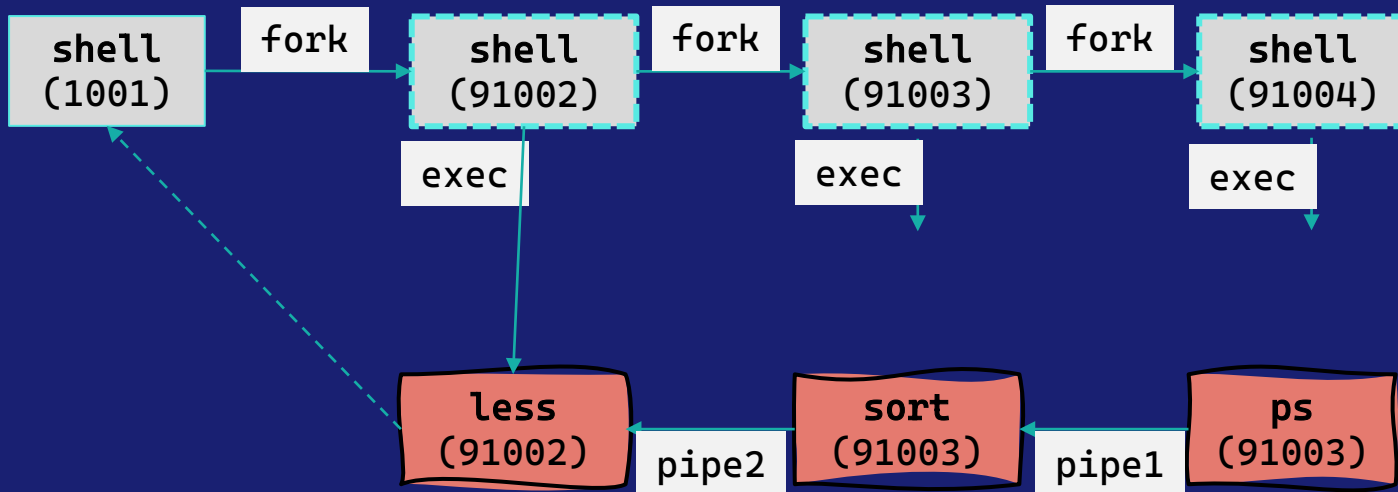 shell
(1001)
fork
shell
(91002)
fork
shell
(91003)
fork
shell
(91004)
exec
exec
exec
less
(91002)
pipe2
sort
(91003)
pipe1
ps
(91003)